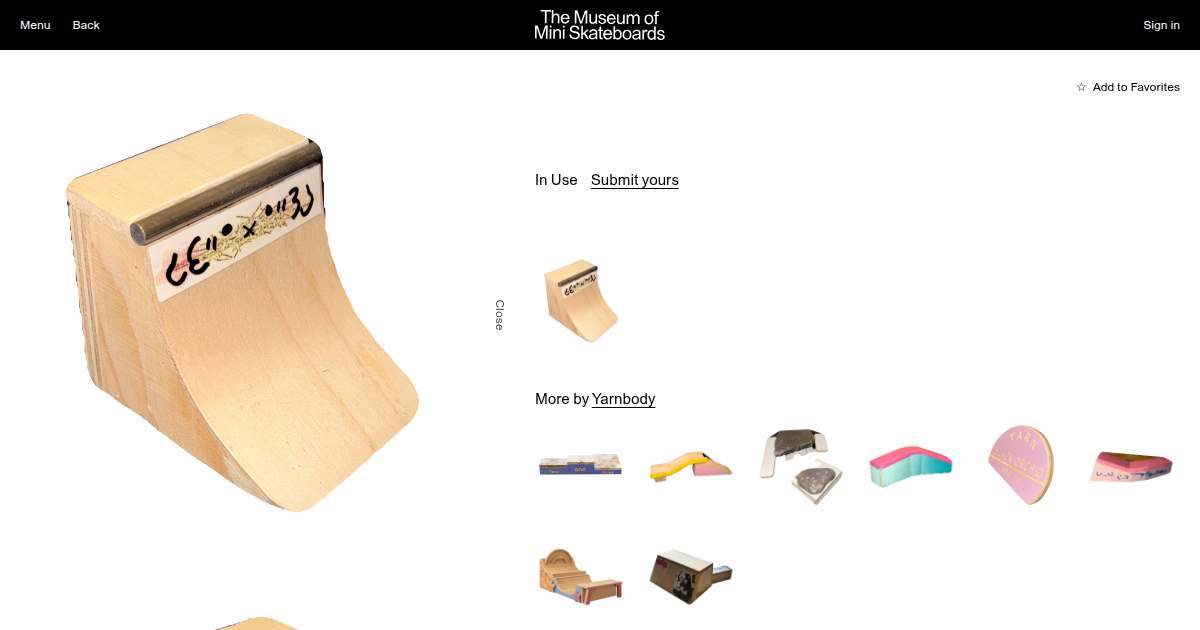 Menu Back
The Museum of
Mini Skateboards
Sign in
☆ Add to Favorites
In Use Submit yours
Close
More by Yarnbody
YARN